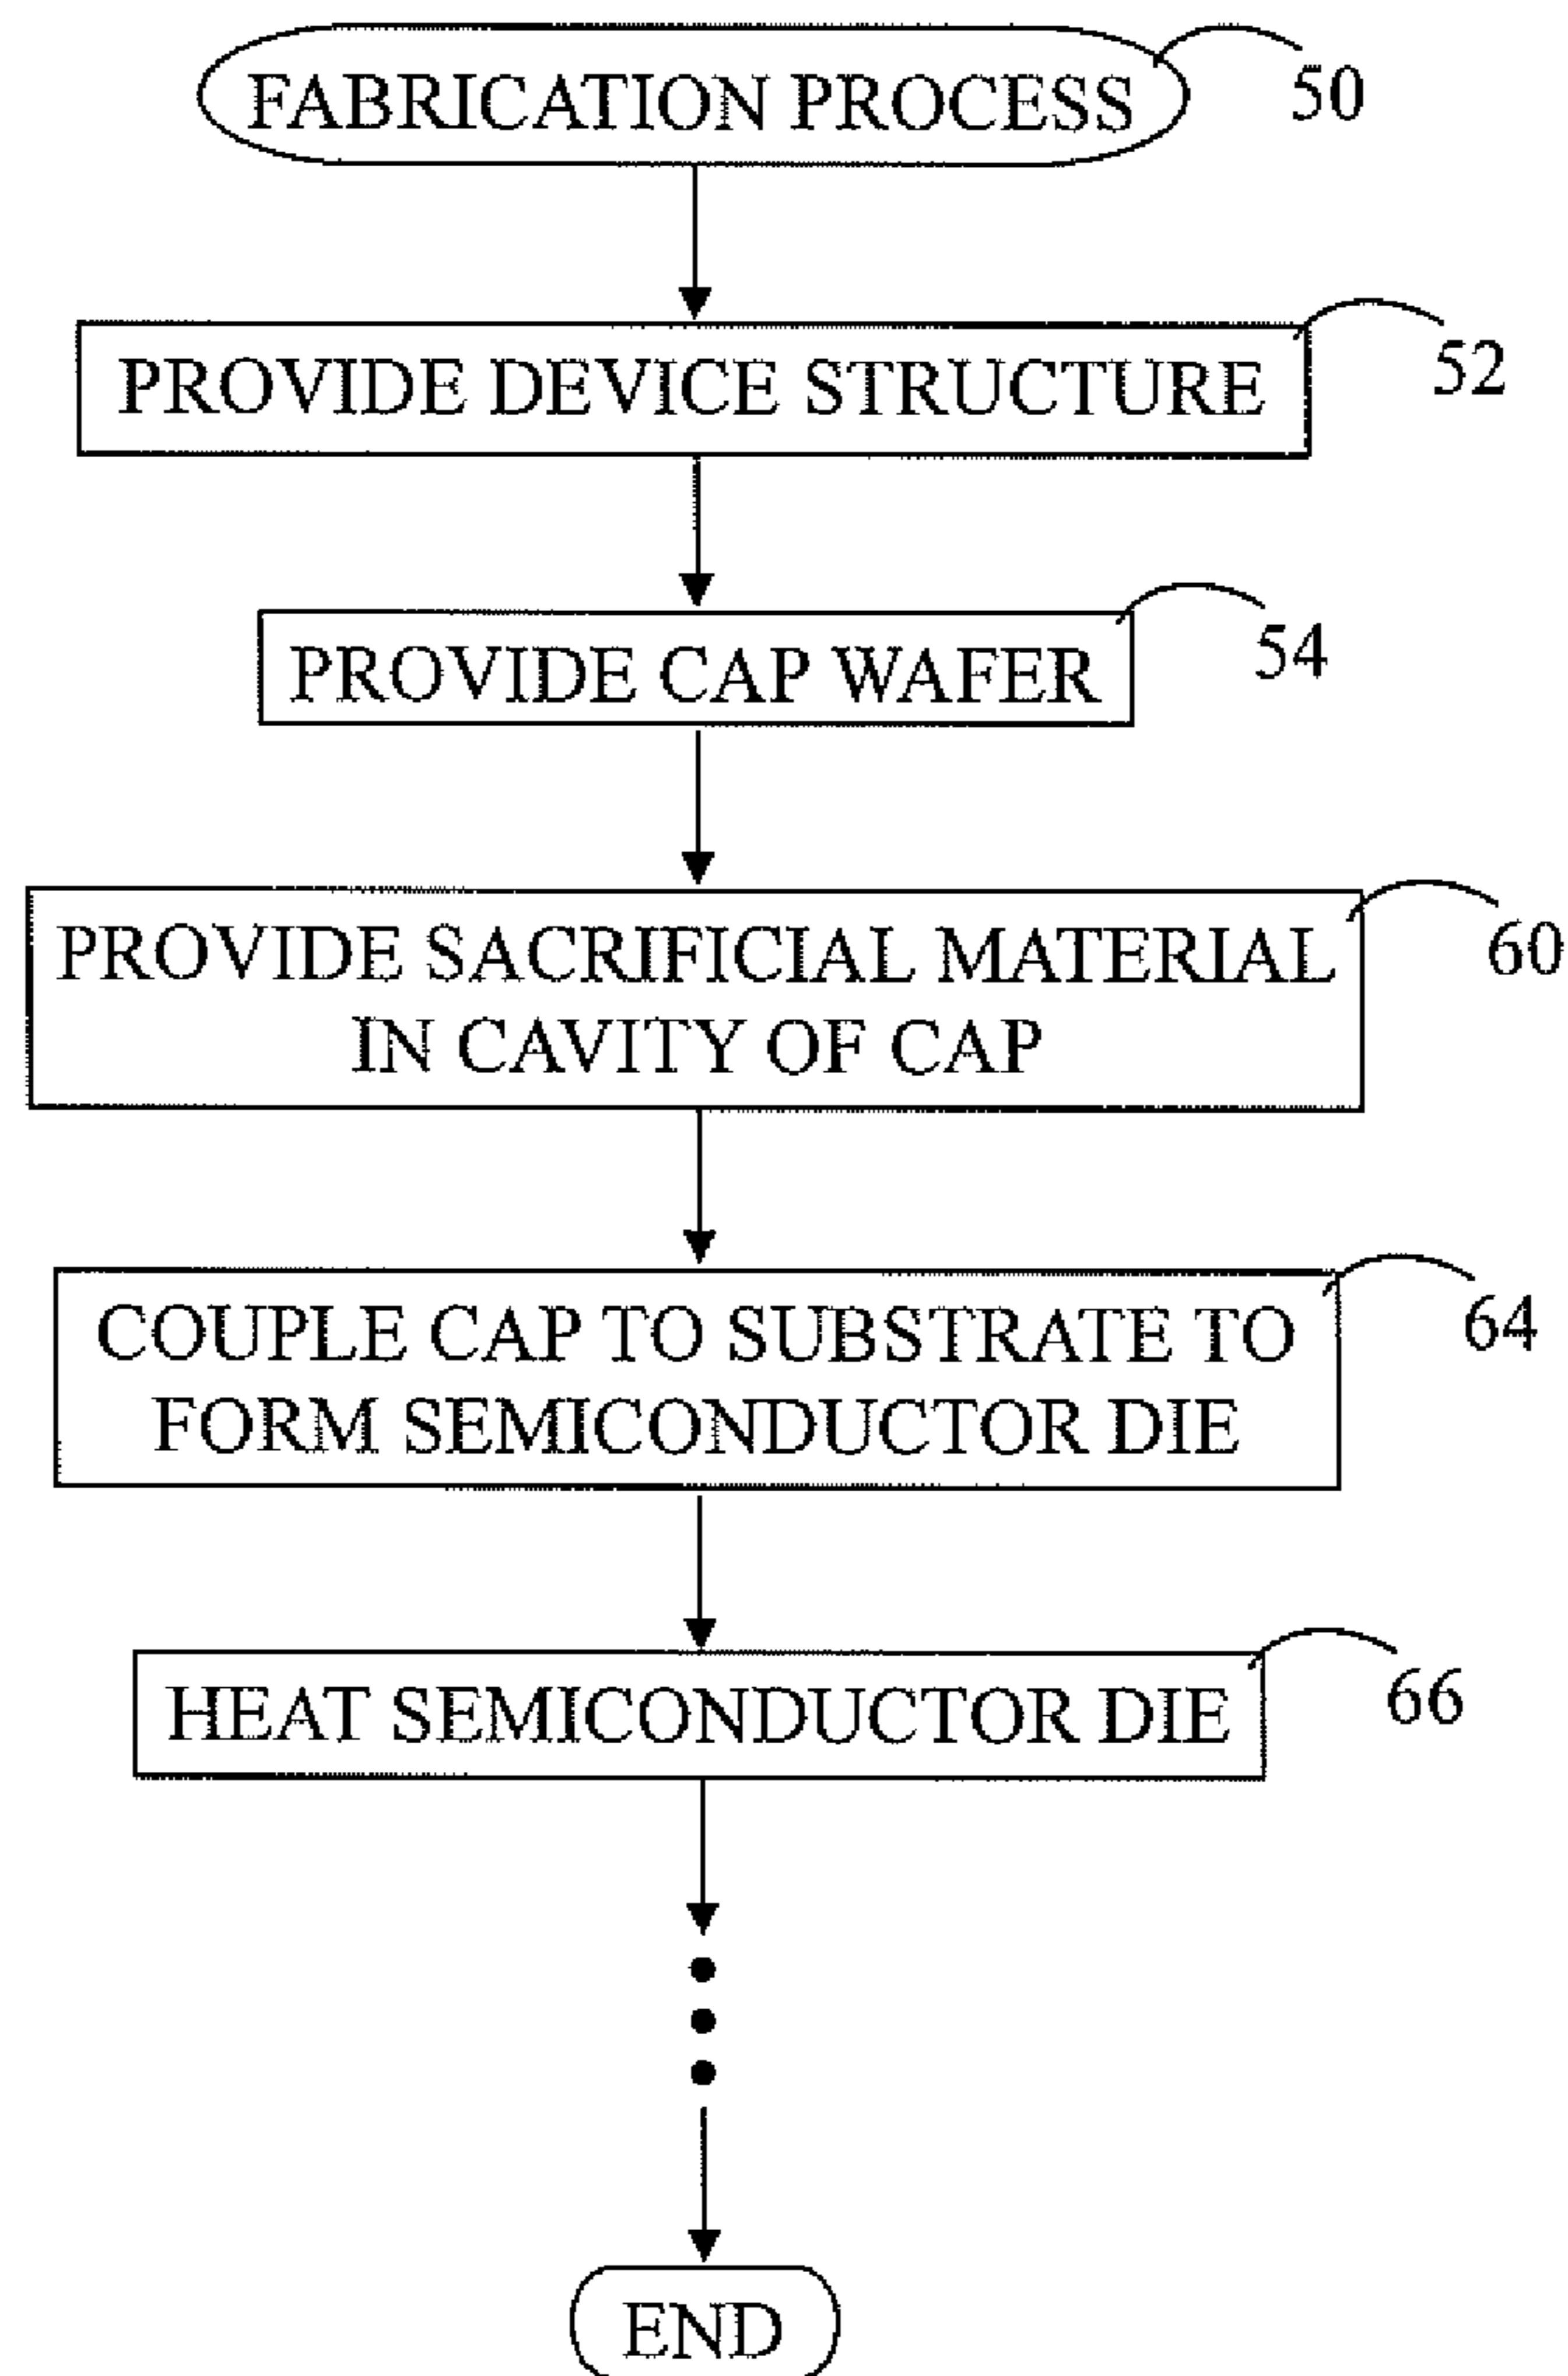 FABRICATION PROCESS
50
PROVIDE DEVICE STRUCTURE
52
PROVIDE CAP WAFER
54
PROVIDE SACRIFICIAL MATERIAL
IN CAVITY OF CAP
60
COUPLE CAP TO SUBSTRATE TO
FORM SEMICONDUCTOR DIE
64
HEAT SEMICONDUCTOR DIE
66
END